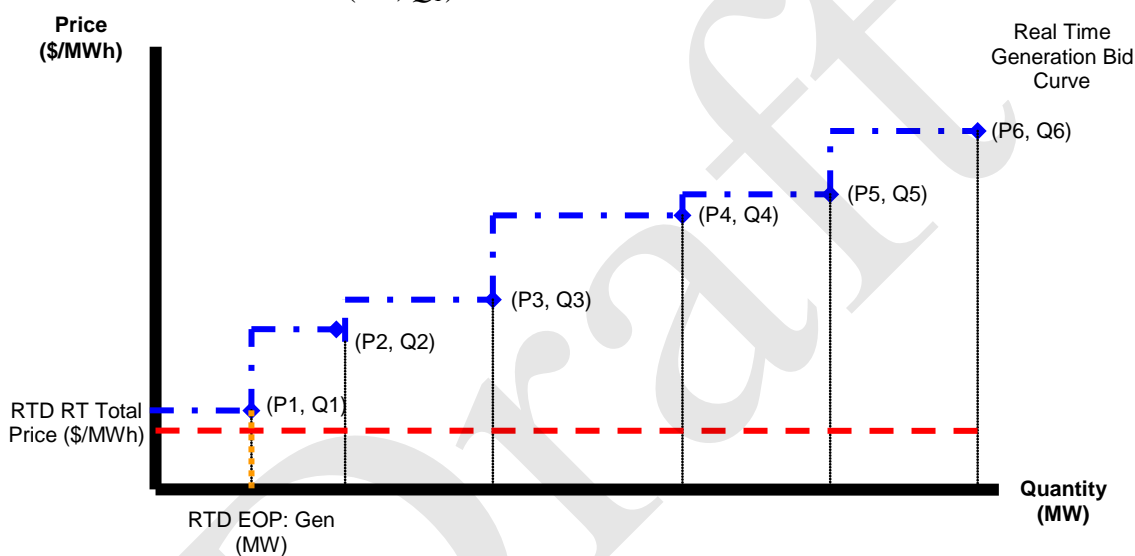 Price
($/MWh)
Real Time
Generation Bid
Curve
(P6, Q6)
(P5, Q5)
(P4, Q4)
(P3, Q3)
(P2, Q2)
(P1, Q1)
RTD RT Total
Price ($/MWh)
Quantity
(MW)
RTD EOP: Gen
(MW)
Draft